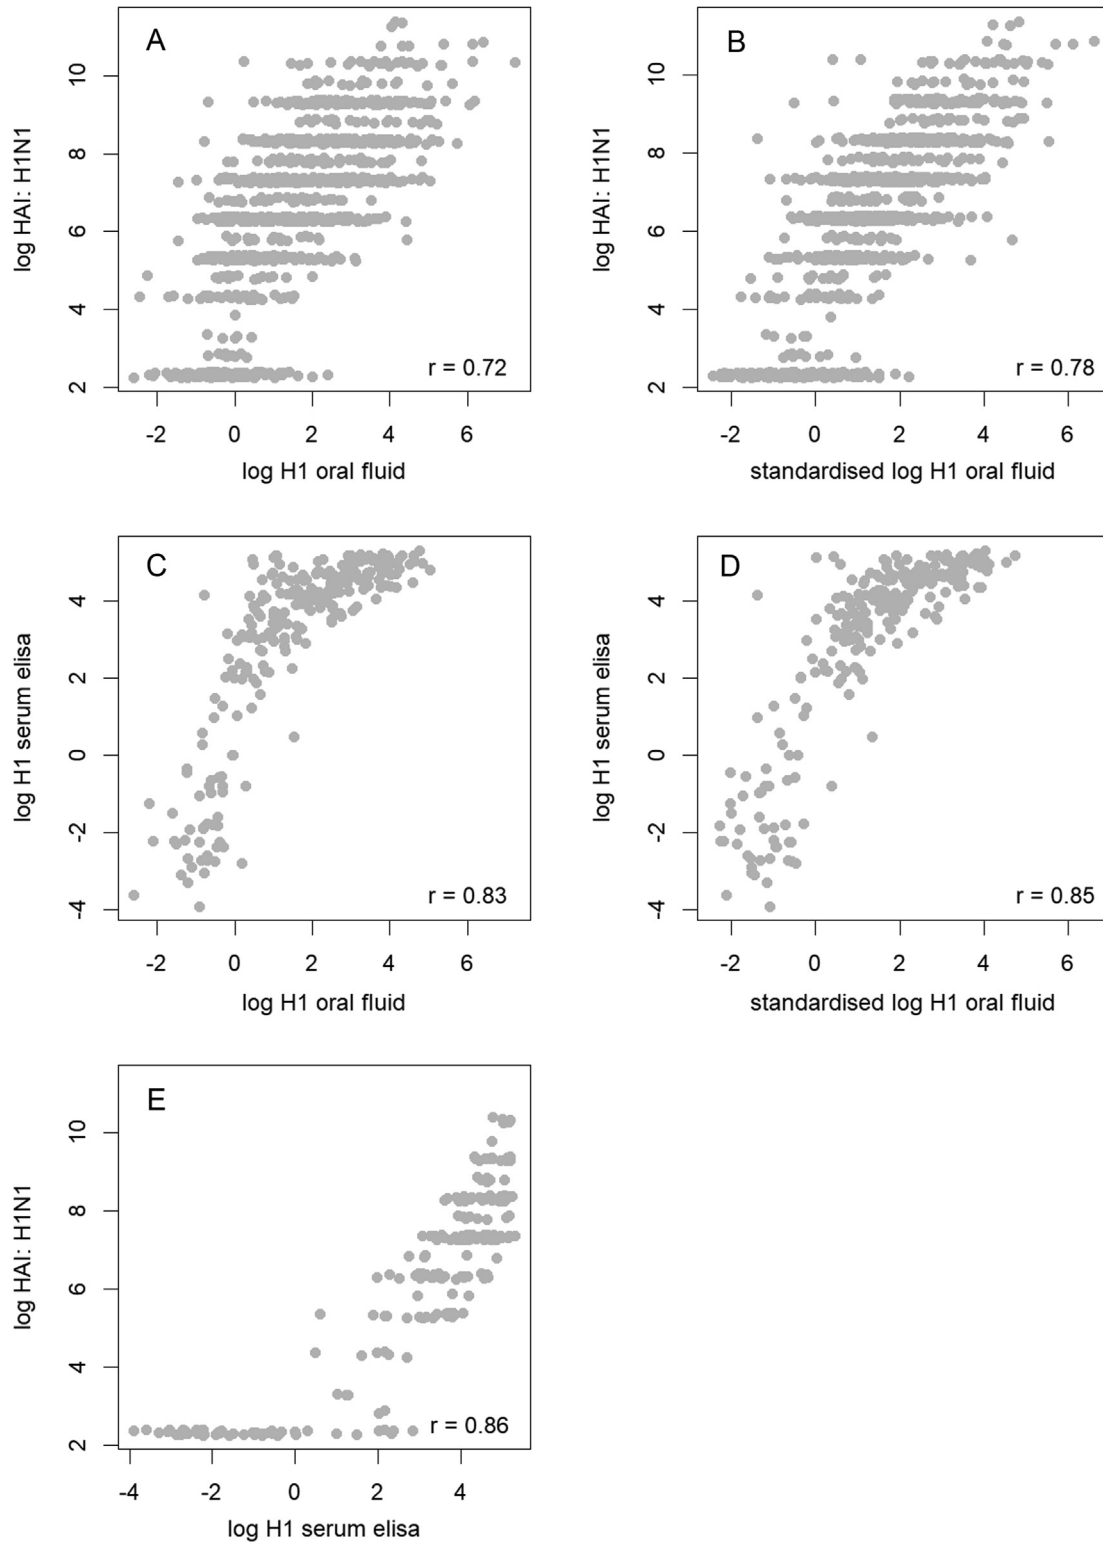 A
log HAI: H1N1
10
8
6
4
2
r = 0.72
-2 0 2 4 6
log H1 oral fluid
B
log HAI: H1N1
10
8
6
4
2
r = 0.78
-2 0 2 4 6
standardised log H1 oral fluid
C
log H1 serum elisa
4
2
0
-2
-4
r = 0.83
-2 0 2 4 6
log H1 oral fluid
D
log H1 serum elisa
4
2
0
-2
-4
r = 0.85
-2 0 2 4 6
standardised log H1 oral fluid
E
log HAI: H1N1
10
8
6
4
2
r = 0.86
-4 -2 0 2 4
log H1 serum elisa